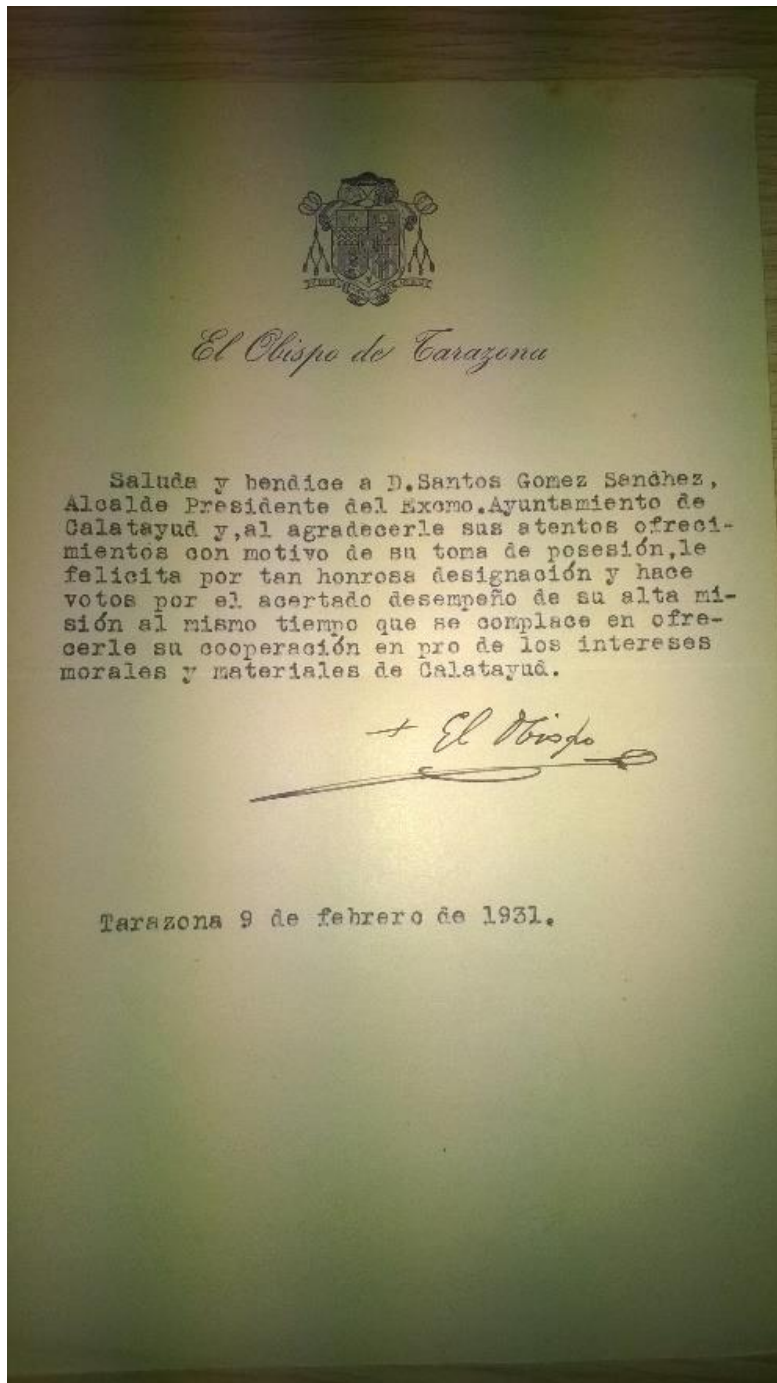 El Obispo de Tarazona
Saluda y bendice a D.Santos Gomez Sanchez,
Alcalde Presidente del Excmo.Ayuntamiento de
Calatayud y,al agradecerle sus atentos ofreci-
mientos con motivo de su toma de posesión,le
felicita por tan honrosa designación y hace
votos por el acertado desempeño de su alta mi-
sión al mismo tiempo que se complace en ofre-
cerle su cooperación en pro de los intereses
morales y materiales de Calatayud.
+ El Obispo
Tarazona 9 de febrero de 1931.